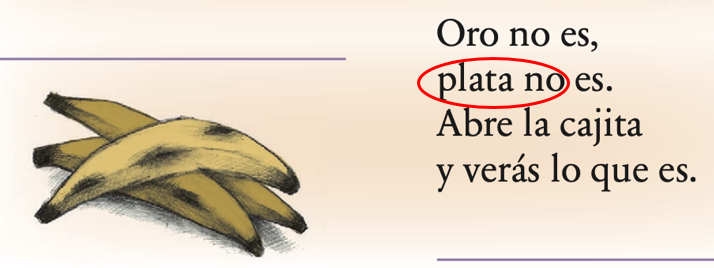 Oro no es,
plata no es.
Abre la cajita
y verás lo que es.